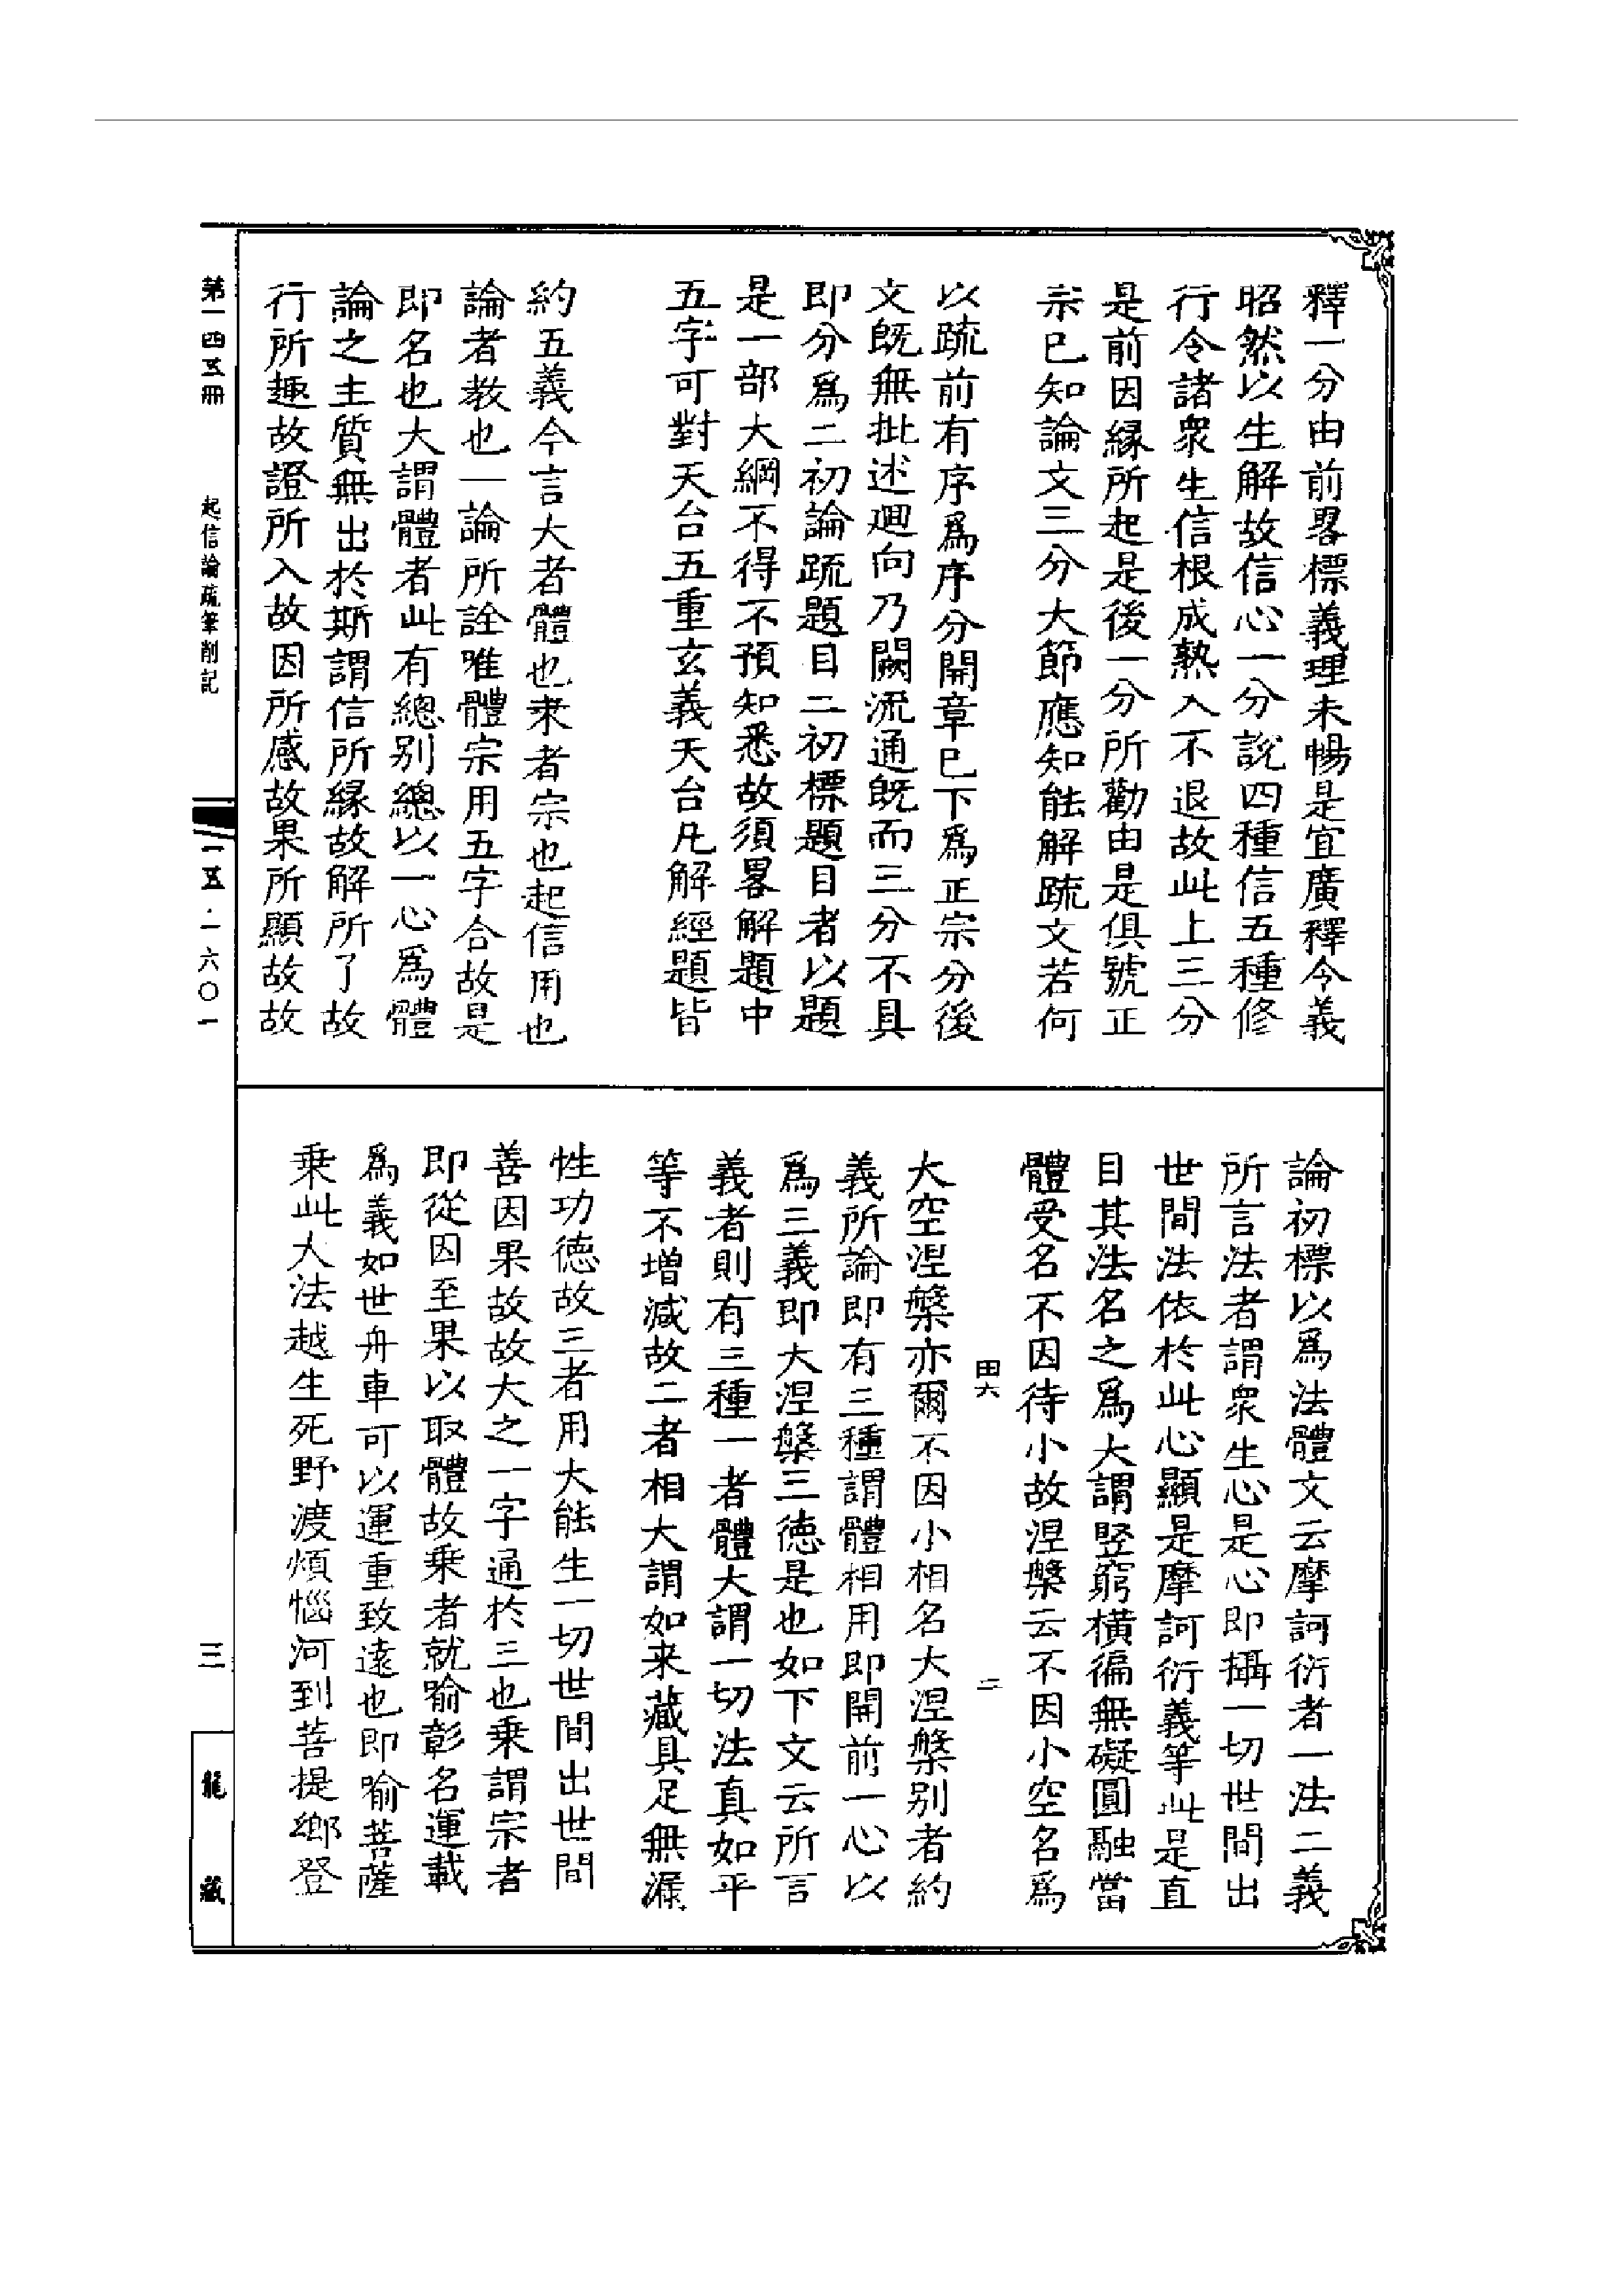 釋一分由前畧標義理未暢是宜廣釋令義
昭然以生解故信心一分說四種信五種修
行令諸衆生信根成熟入不退故此上三分
是前因緣所起是後一分所勸由是俱號正
宗已知論文三分大節應知能解疏文若何
以疏前有序爲序分開章已下爲正宗分後
文旣無批述迴向乃闕流通旣而三分不具
即分爲二初論疏題目二初標題目者以題
是一部大綱不得不預知悉故須畧解題中
五字可對天台五重玄義天台凡解經題皆
約五義今言大者體也乘者宗也起信用也
論者教也一論所詮唯體宗用五字合故是
即名也大謂體者此有總别總以一心爲體
論之主質無出於斯謂信所緣故解所了故
行所趣故證所入故因所感故果所顯故故
論初標以爲法體文云摩訶衍者一法二義
所言法者謂衆生心是心即攝一切世間出
世間法依於此心顯是摩訶衍義等此是直
目其法名之爲大謂竪窮橫徧無礙圓融當
體受名不因待小故涅槃云不因小空名爲
田六
二
大空涅槃亦爾不因小相名大涅槃别者約
義所論即有三種謂體相用即開前一心以
爲三義即大涅槃三德是也如下文云所言
義者則有三種一者體大謂一切法真如平
等不增減故二者相大謂如来藏具足無漏
性功德故三者用大能生一切世間出世間
善因果故故大之一字通於三也乗謂宗者
即從因至果以取體故乗者就喻彰名運載
爲義如世舟車可以運重致遠也即喻菩薩
乗此大法越生死野渡煩惱河到菩提鄉登
第一四五冊
起信論疏筆削記
一五·一六〇一
三
龍藏